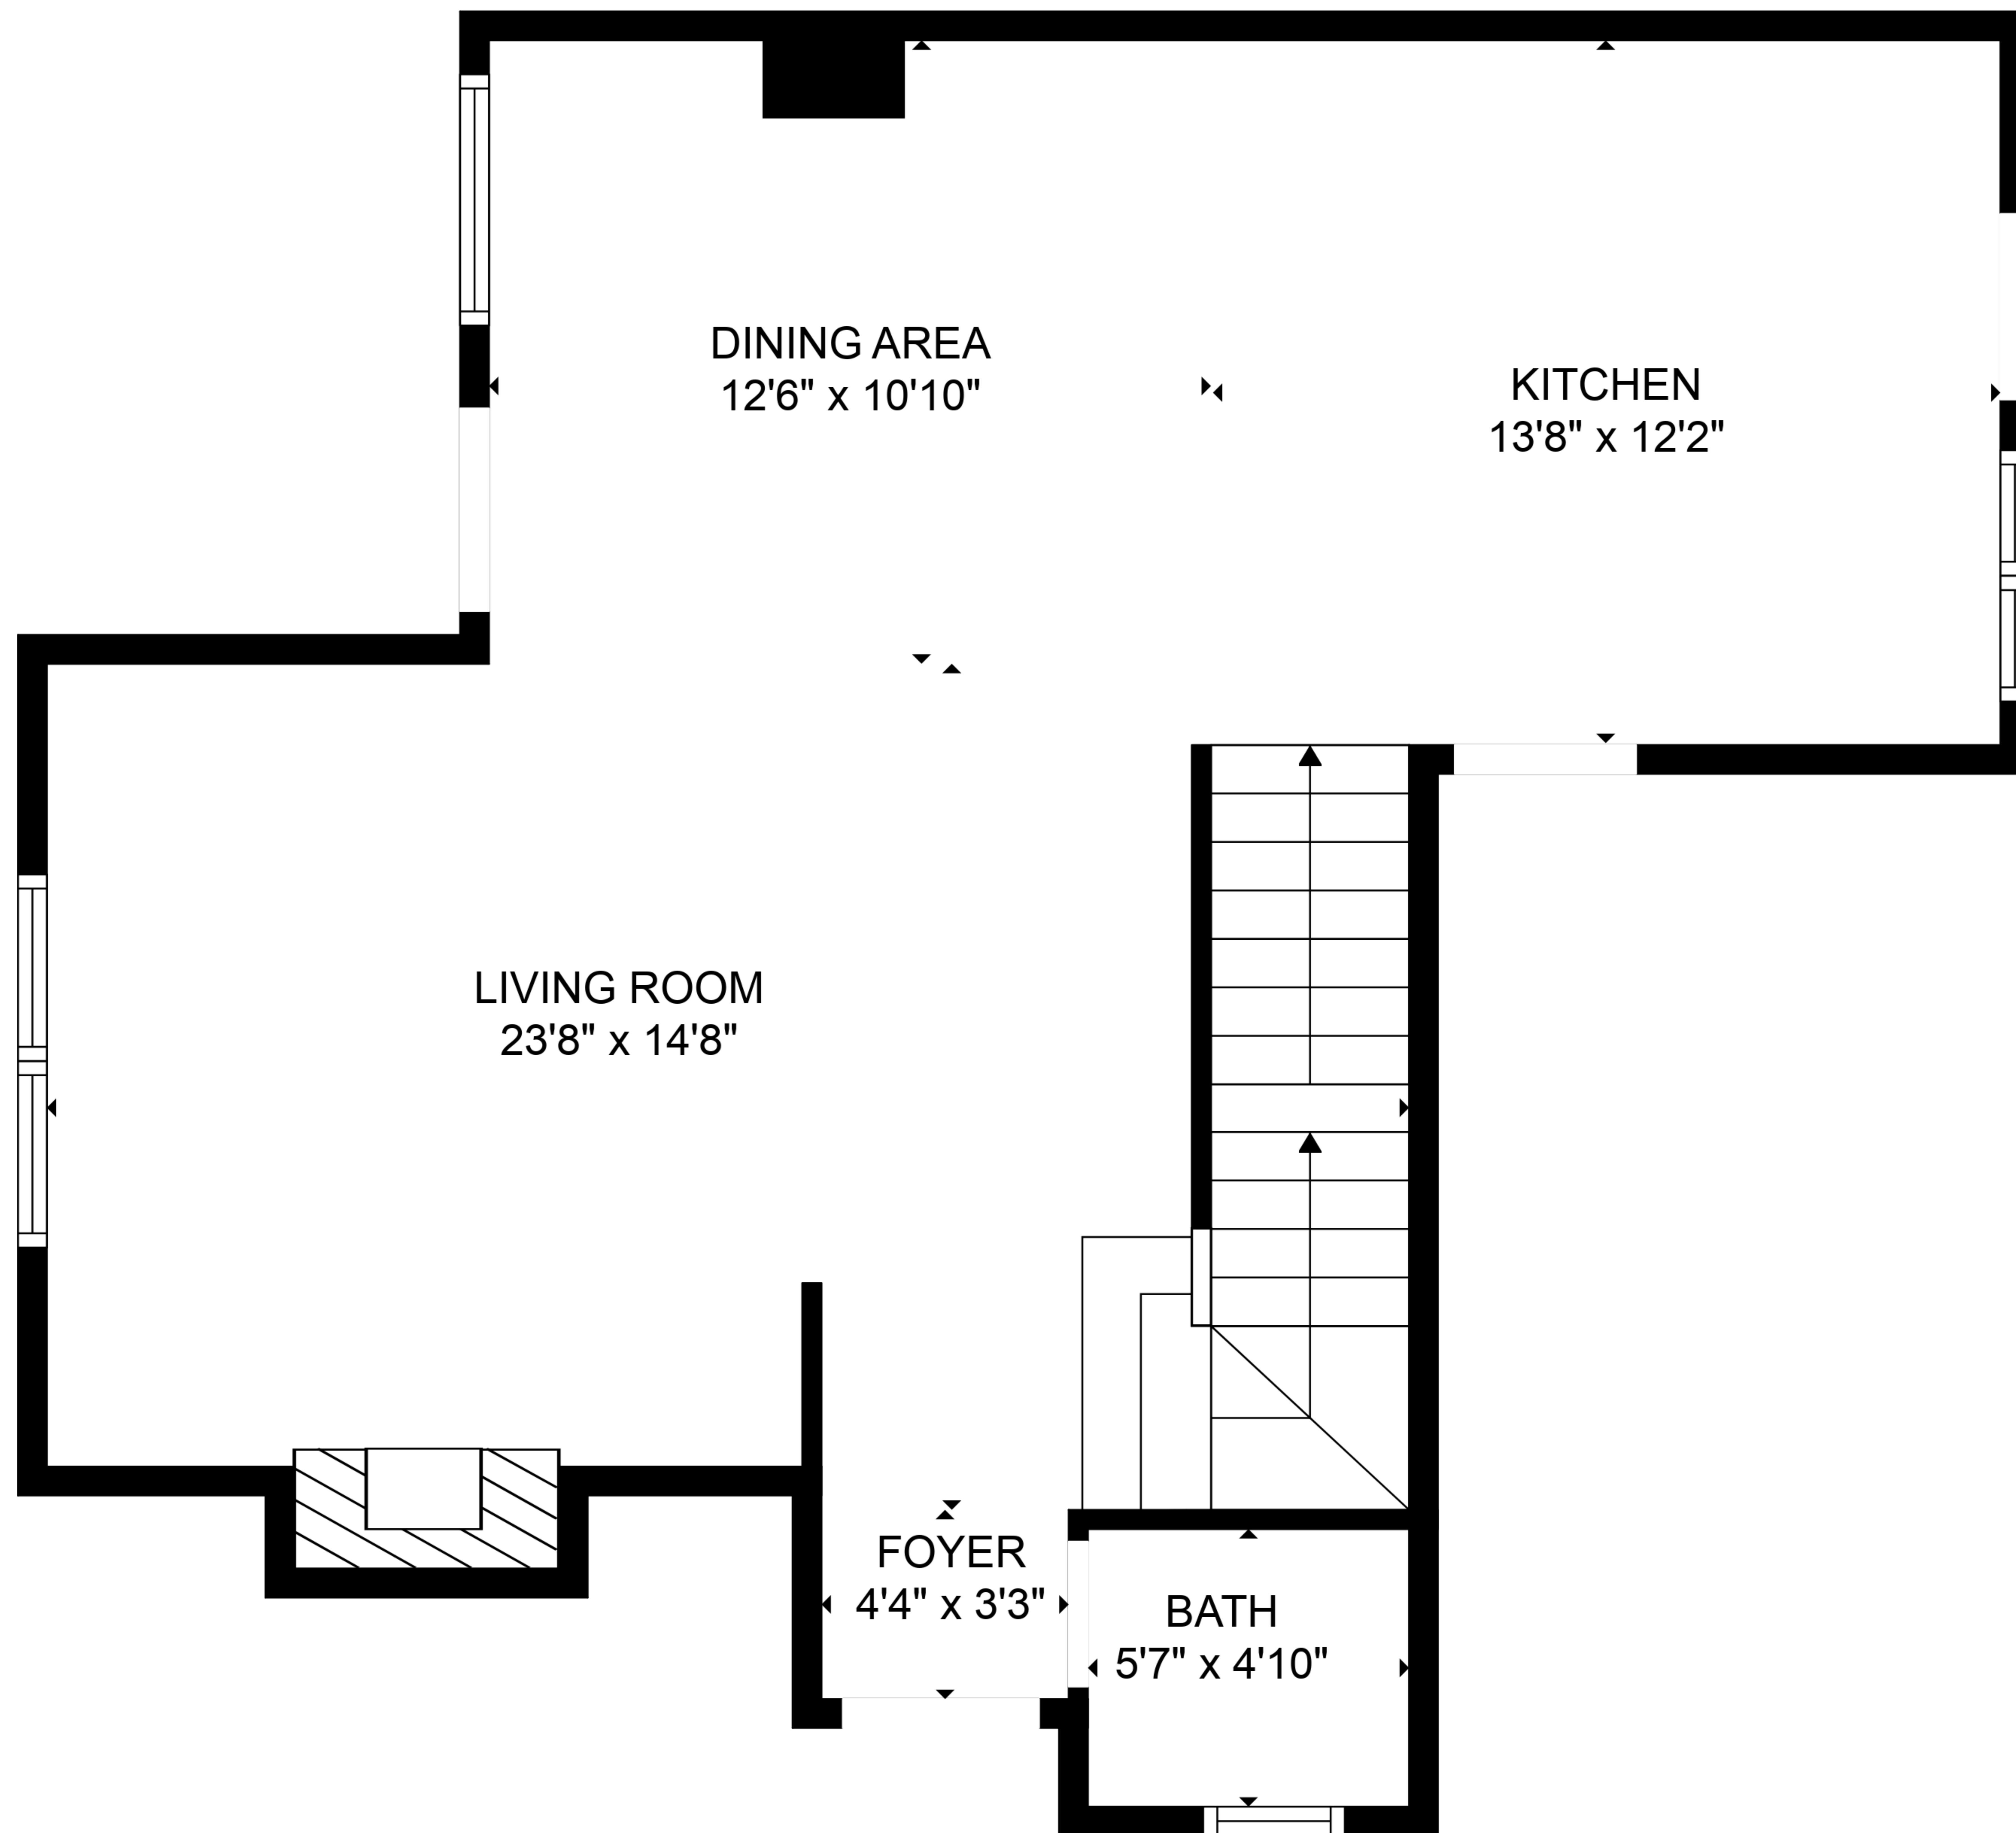 DINING AREA
12'6" x 10'10"
KITCHEN
13'8" x 12'2"
LIVING ROOM
23'8" x 14'8"
FOYER
4'4" x 3'3"
BATH
5'7" x 4'10"